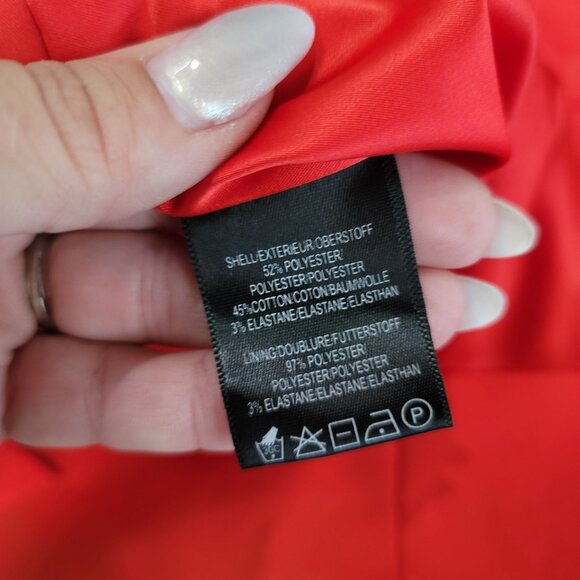 SHELL/EXTERIEUR/OBERSTOFF
52% POLYESTER/
POLYESTER/POLYESTER
45%COTTON/COTON/BAUMWOLLE
3% ELASTANE/ELASTANE/ELASTHAN
LINING/DOUBLURE/FUTTERSTOFF
97% POLYESTER/
POLYESTER/POLYESTER
3% ELASTANE/ELASTANE/ELASTHAN
P